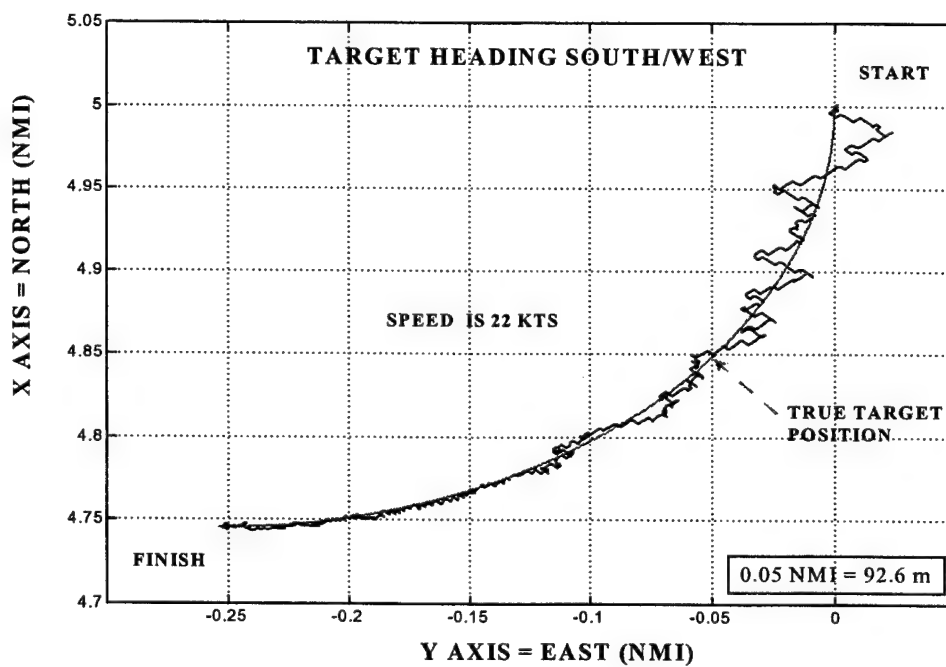 TARGET HEADING SOUTH/WEST
START
X AXIS = NORTH (NMI)
5.05
5
4.95
4.9
4.85
4.8
4.75
4.7
SPEED IS 22 KTS
TRUE TARGET
POSITION
FINISH
0.05 NMI = 92.6 m
-0.25
-0.2
-0.15
-0.1
-0.05
0
Y AXIS = EAST (NMI)